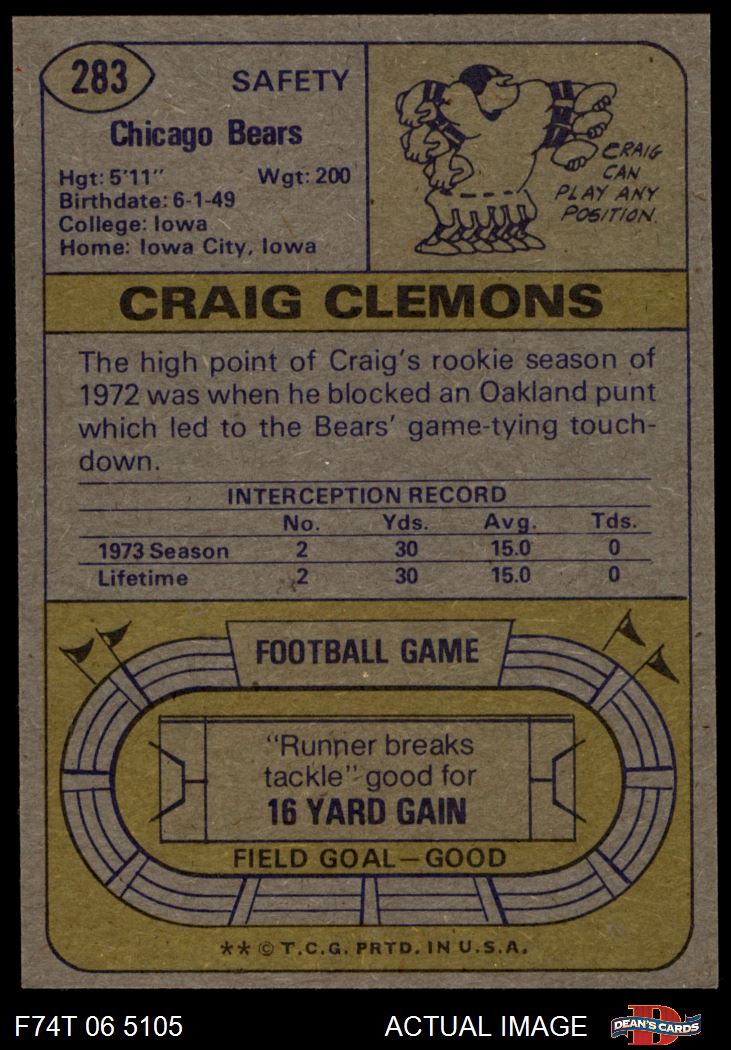 283
SAFETY
Chicago Bears
Hgt: 5'11" Wgt: 200
Birthdate: 6-1-49
College: Iowa
Home: Iowa City, Iowa
CRAIG
CAN
PLAY ANY
POSITION.
CRAIG CLEMONS
The high point of Craig's rookie season of
1972 was when he blocked an Oakland punt
which led to the Bears' game-tying touch-
down.
INTERCEPTION RECORD
No. Yds. Avg. Tds.
1973 Season 2 30 15.0 0
Lifetime 2 30 15.0 0
FOOTBALL GAME
"Runner breaks
tackle" good for
16 YARD GAIN
FIELD GOAL—GOOD
** © T.C.G. PRTD. IN U.S.A.
F74T 06 5105 ACTUAL IMAGE
DEAN'S CARDS